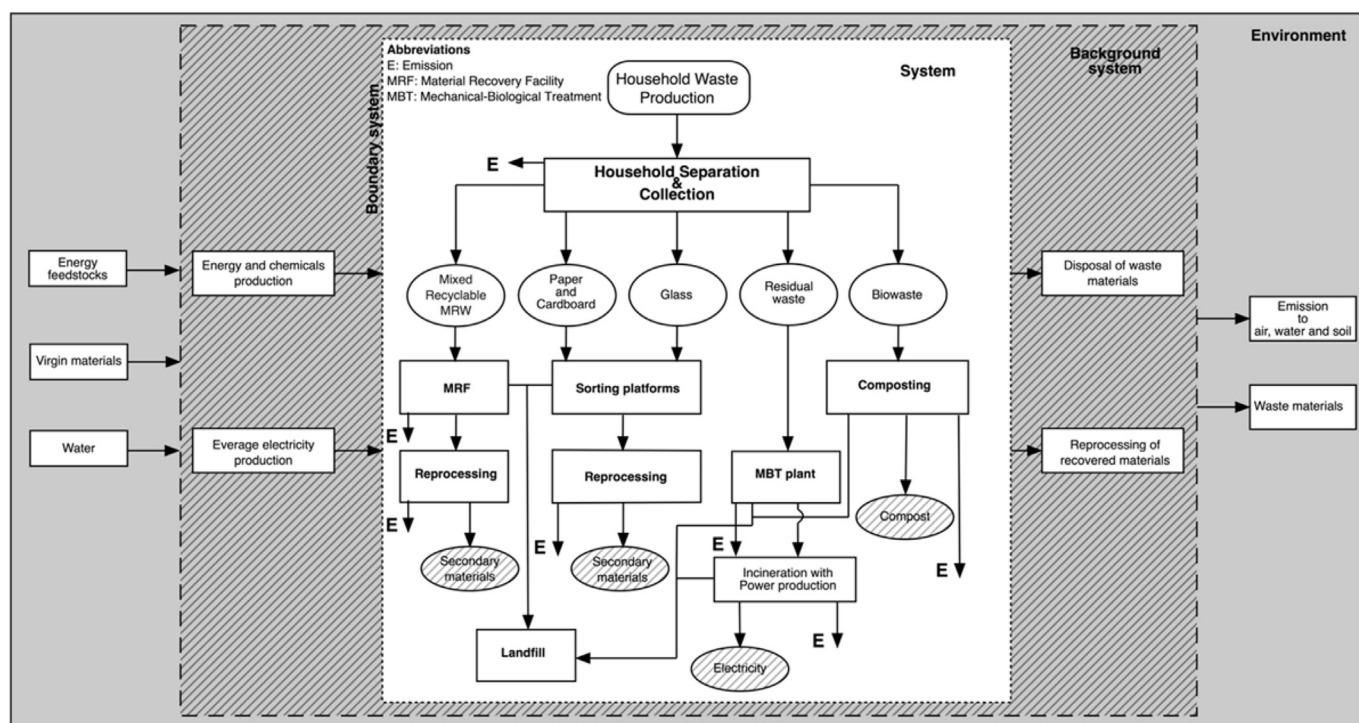 Environment
Background
system
Boundary system
System
Abbreviations
E: Emission
MRF: Material Recovery Facility
MBT: Mechanical-Biological Treatment
Household Waste
Production
E
Household Separation
&
Collection
Energy
feedstocks
Energy and chemicals
production
Mixed
Recyclable
MRW
Paper
and
Cardboard
Glass
Residual
waste
Biowaste
Disposal of waste
materials
Emission
to
air, water and soil
Virgin materials
MRF
Sorting platforms
Composting
Waste materials
Water
Everage electricity
production
E
Reprocessing
Reprocessing
MBT plant
Reprocessing of
recovered materials
E
Compost
E
E
Secondary
materials
Secondary
materials
Incineration with
Power production
E
Landfill
E
Electricity